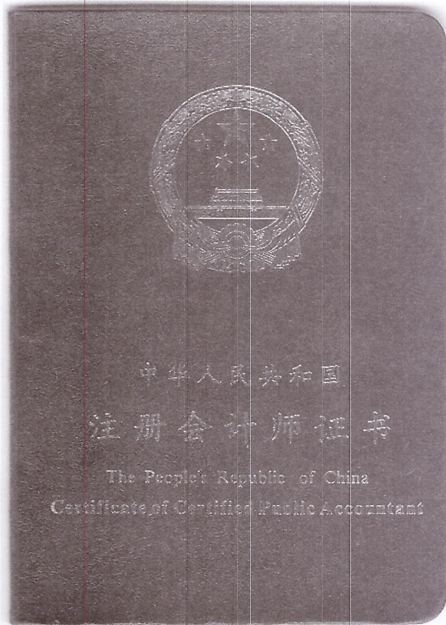 中华人民共和国
注册会计师证书
The People's Republic of China
Certificate of Certified Public Accountant